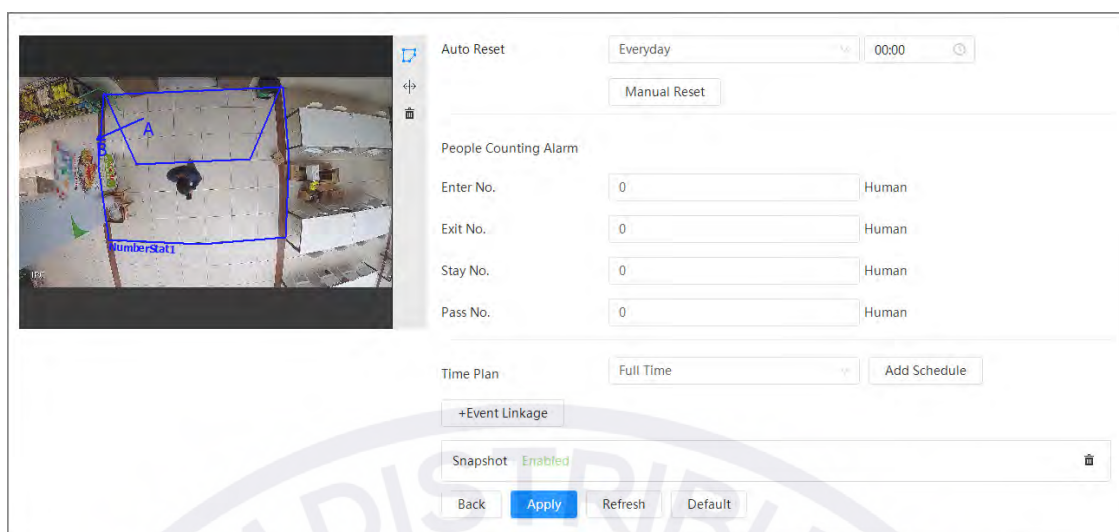 Auto Reset Everyday 00:00
Manual Reset
A
B
People Counting Alarm
Enter No. 0 Human
Exit No. 0 Human
NumberStat1
Stay No. 0 Human
IPC
Pass No. 0 Human
Time Plan Full Time Add Schedule
+Event Linkage
Snapshot Enabled
Back Apply Refresh Default
DISTRIBU